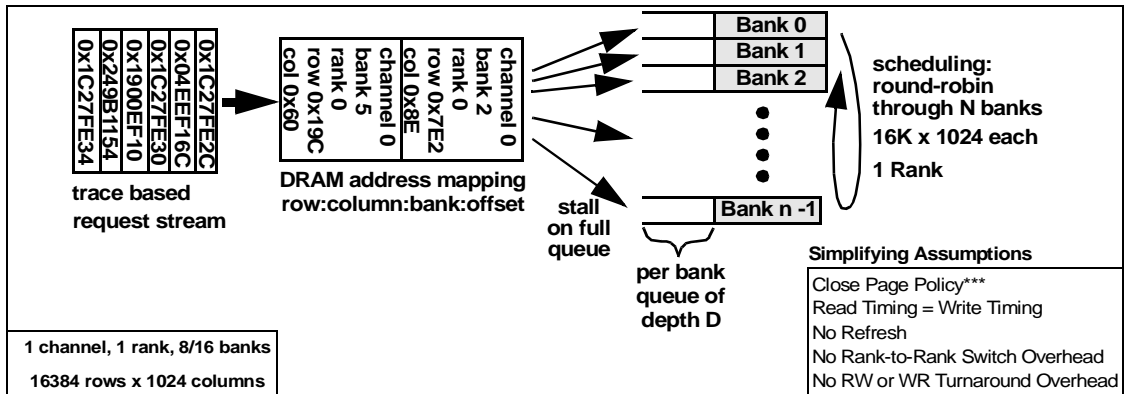 0x1C27FE2C
0x04EEF16C
0x1C27FE30
0x1900EF10
0x249B1154
0x1C27FE34
trace based
request stream
channel 0
bank 2
rank 0
row 0x7E2
col 0x8E
channel 0
bank 5
rank 0
row 0x19C
col 0x60
DRAM address mapping
row:column:bank:offset
stall
on full
queue
Bank 0
Bank 1
Bank 2
Bank n -1
per bank
queue of
depth D
scheduling:
round-robin
through N banks
16K x 1024 each
1 Rank
Simplifying Assumptions
Close Page Policy***
Read Timing = Write Timing
No Refresh
No Rank-to-Rank Switch Overhead
No RW or WR Turnaround Overhead
1 channel, 1 rank, 8/16 banks
16384 rows x 1024 columns